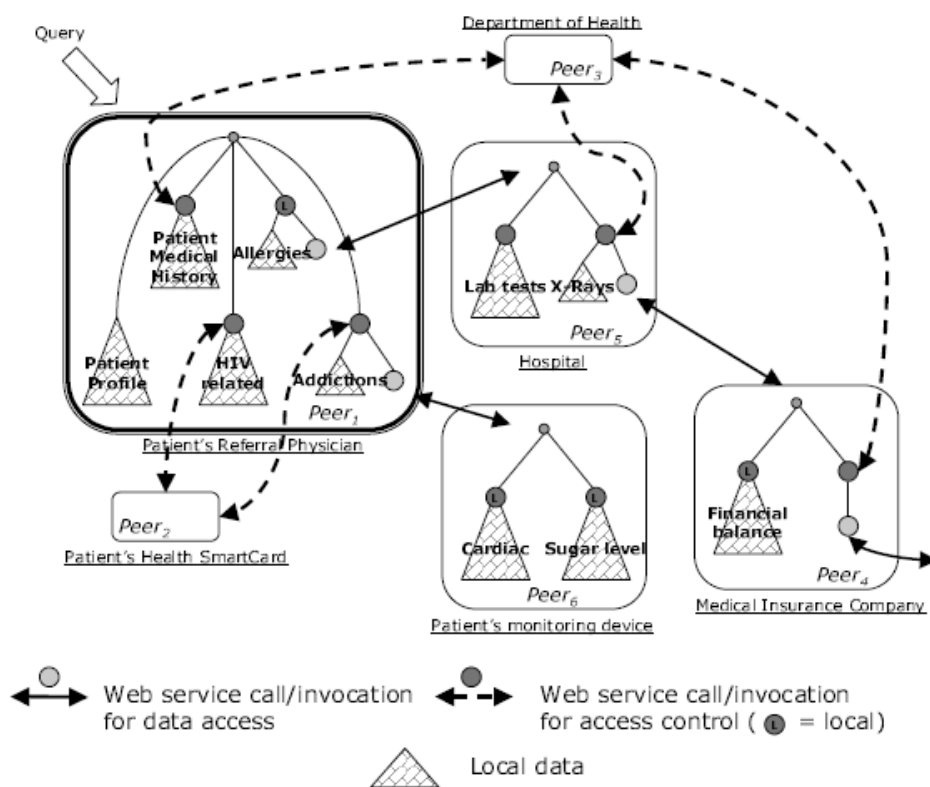 Query
Department of Health
Peer3
L
Patient
Medical
History
Allergies
Patient
Profile
HIV
related
Addictions
Peer1
Patient's Referral Physician
Lab tests
X-Rays
Peer5
Hospital
Peer2
Patient's Health SmartCard
L
L
Cardiac
Sugar level
Peer6
Patient's monitoring device
L
Financial
balance
Peer4
Medical Insurance Company
Web service call/invocation
for data access
Web service call/invocation
for access control ( L = local)
Local data